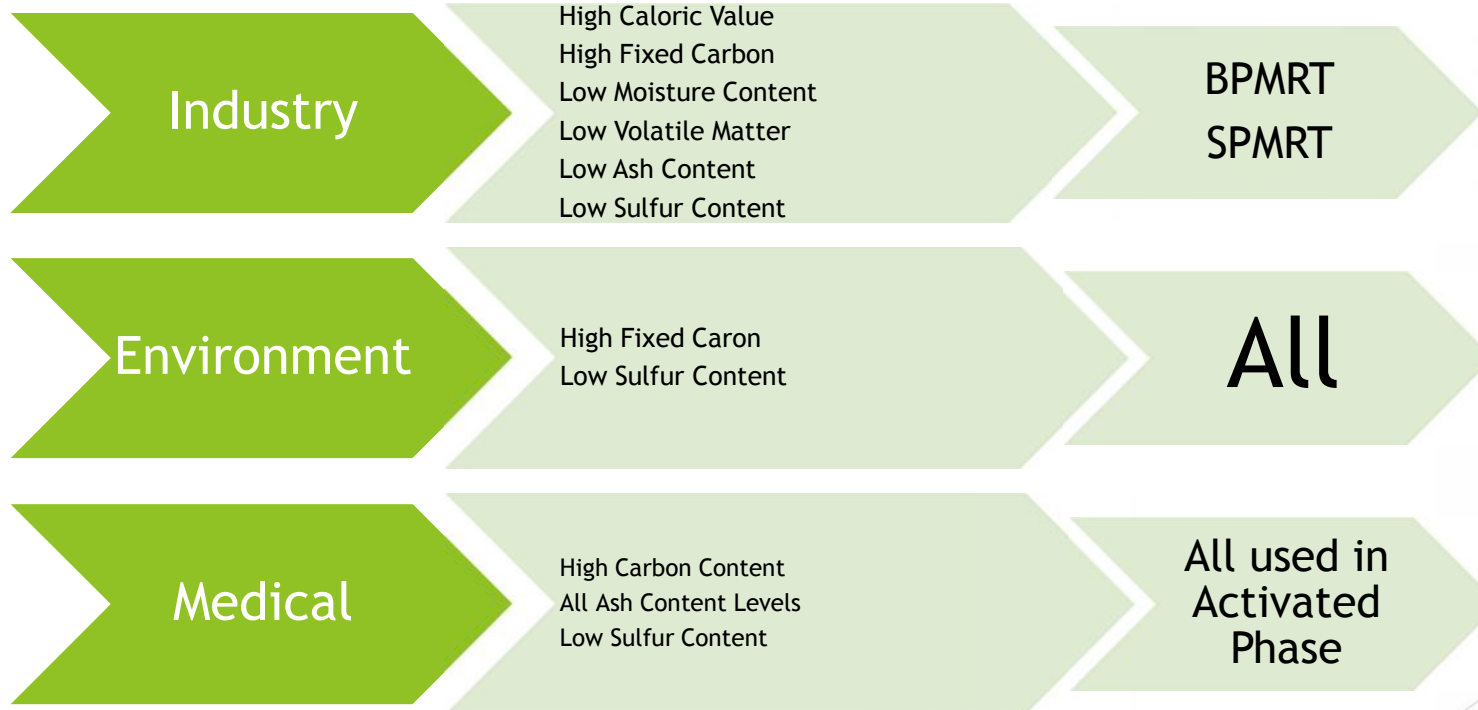 Industry
High Caloric Value
High Fixed Carbon
Low Moisture Content
Low Volatile Matter
Low Ash Content
Low Sulfur Content
BPMRT
SPMRT
Environment
High Fixed Caron
Low Sulfur Content
All
Medical
High Carbon Content
All Ash Content Levels
Low Sulfur Content
All used in
Activated
Phase